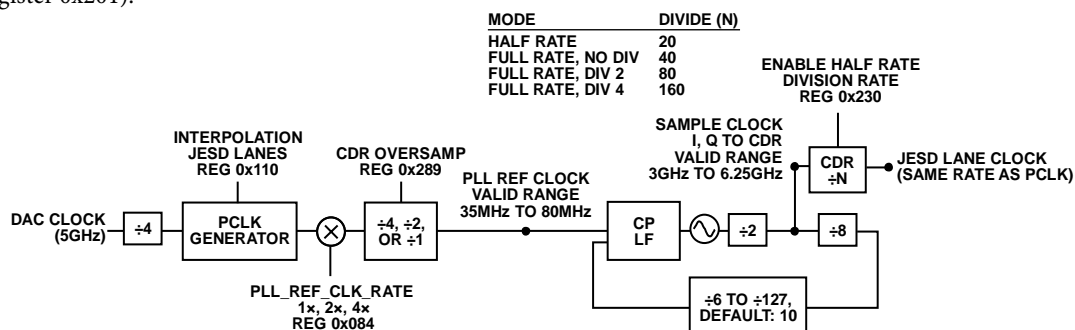 gister 0x201).
MODE DIVIDE (N)
HALF RATE 20
FULL RATE, NO DIV 40
FULL RATE, DIV 2 80
FULL RATE, DIV 4 160
ENABLE HALF RATE
DIVISION RATE
REG 0x230
INTERPOLATION
JESD LANES
REG 0x110
CDR OVERSAMP
REG 0x289
SAMPLE CLOCK
I, Q TO CDR
VALID RANGE
3GHz TO 6.25GHz
PLL REF CLOCK
VALID RANGE
35MHz TO 80MHz
CDR
÷N
JESD LANE CLOCK
(SAME RATE AS PCLK)
DAC CLOCK
(5GHz)
÷4
PCLK
GENERATOR
÷4, ÷2,
OR ÷1
CP
LF
÷2
÷8
PLL_REF_CLK_RATE
1×, 2×, 4×
REG 0x084
÷6 TO ÷127,
DEFAULT: 10